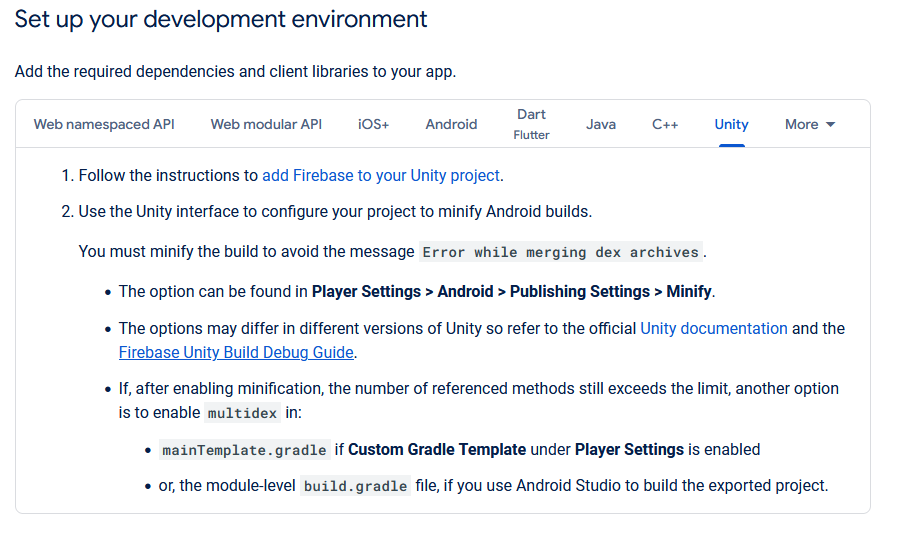 Set up your development environment
Add the required dependencies and client libraries to your app.
Web namespaced API Web modular API iOS+ Android Dart Flutter Java C++ Unity More
1. Follow the instructions to add Firebase to your Unity project.
2. Use the Unity interface to configure your project to minify Android builds.
You must minify the build to avoid the message Error while merging dex archives.
• The option can be found in Player Settings > Android > Publishing Settings > Minify.
• The options may differ in different versions of Unity so refer to the official Unity documentation and the
Firebase Unity Build Debug Guide.
• If, after enabling minification, the number of referenced methods still exceeds the limit, another option
is to enable multidex in:
• mainTemplate.gradle if Custom Gradle Template under Player Settings is enabled
• or, the module-level build.gradle file, if you use Android Studio to build the exported project.